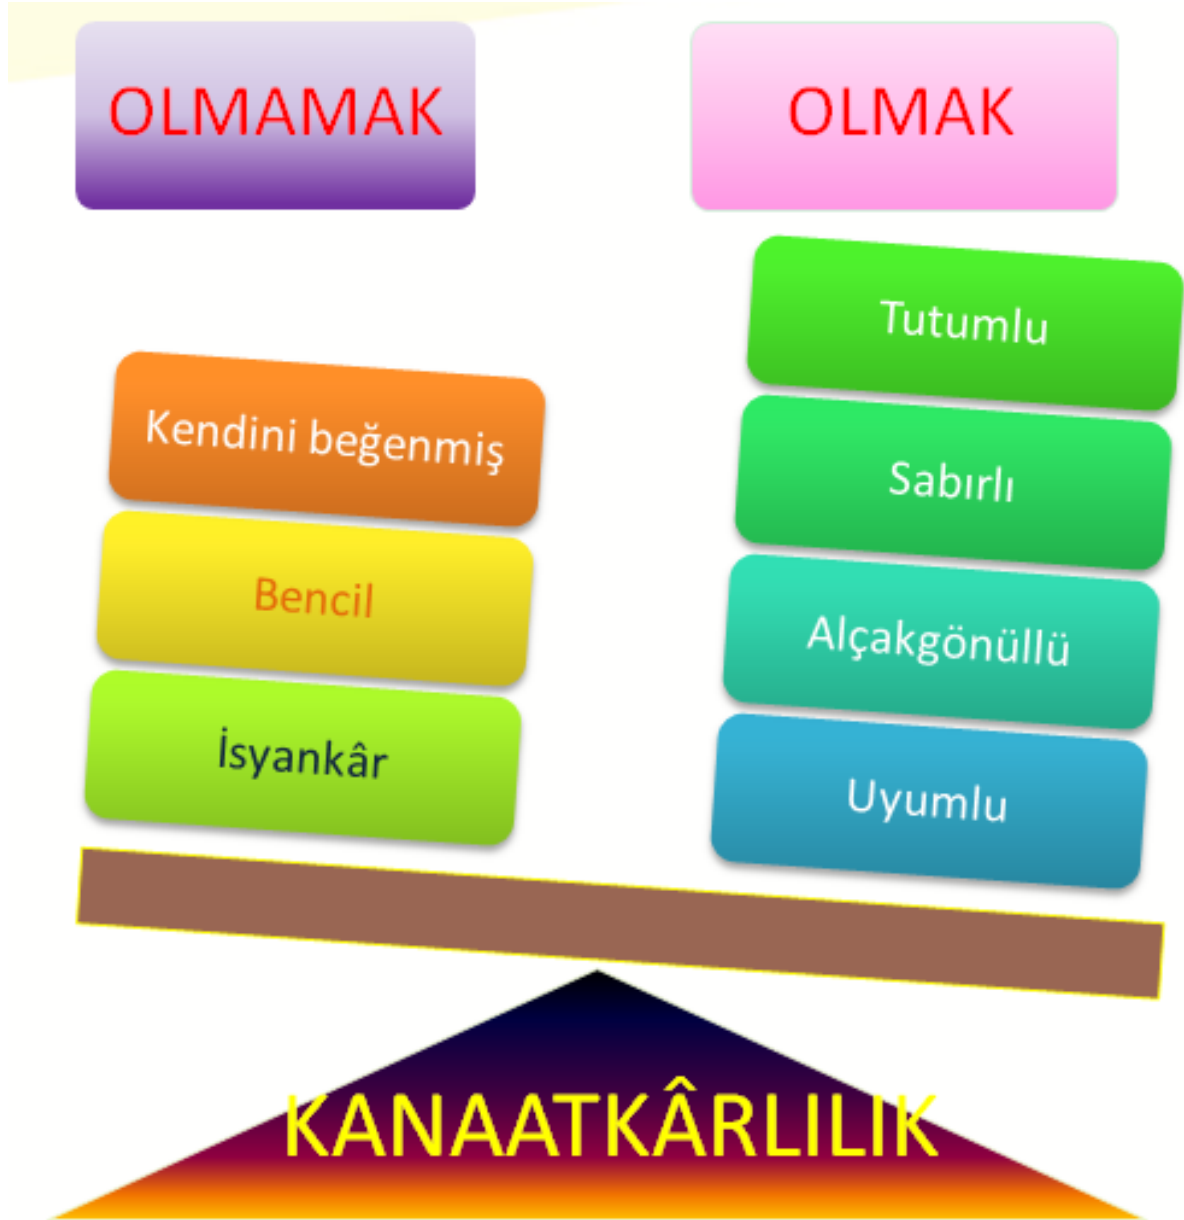 OLMAMAK
OLMAK
Kendini beğenmiş
Bencil
İsyankâr
Tutumlu
Sabırlı
Alçakgönüllü
Uyumlu
KANAATKÂRLILIK